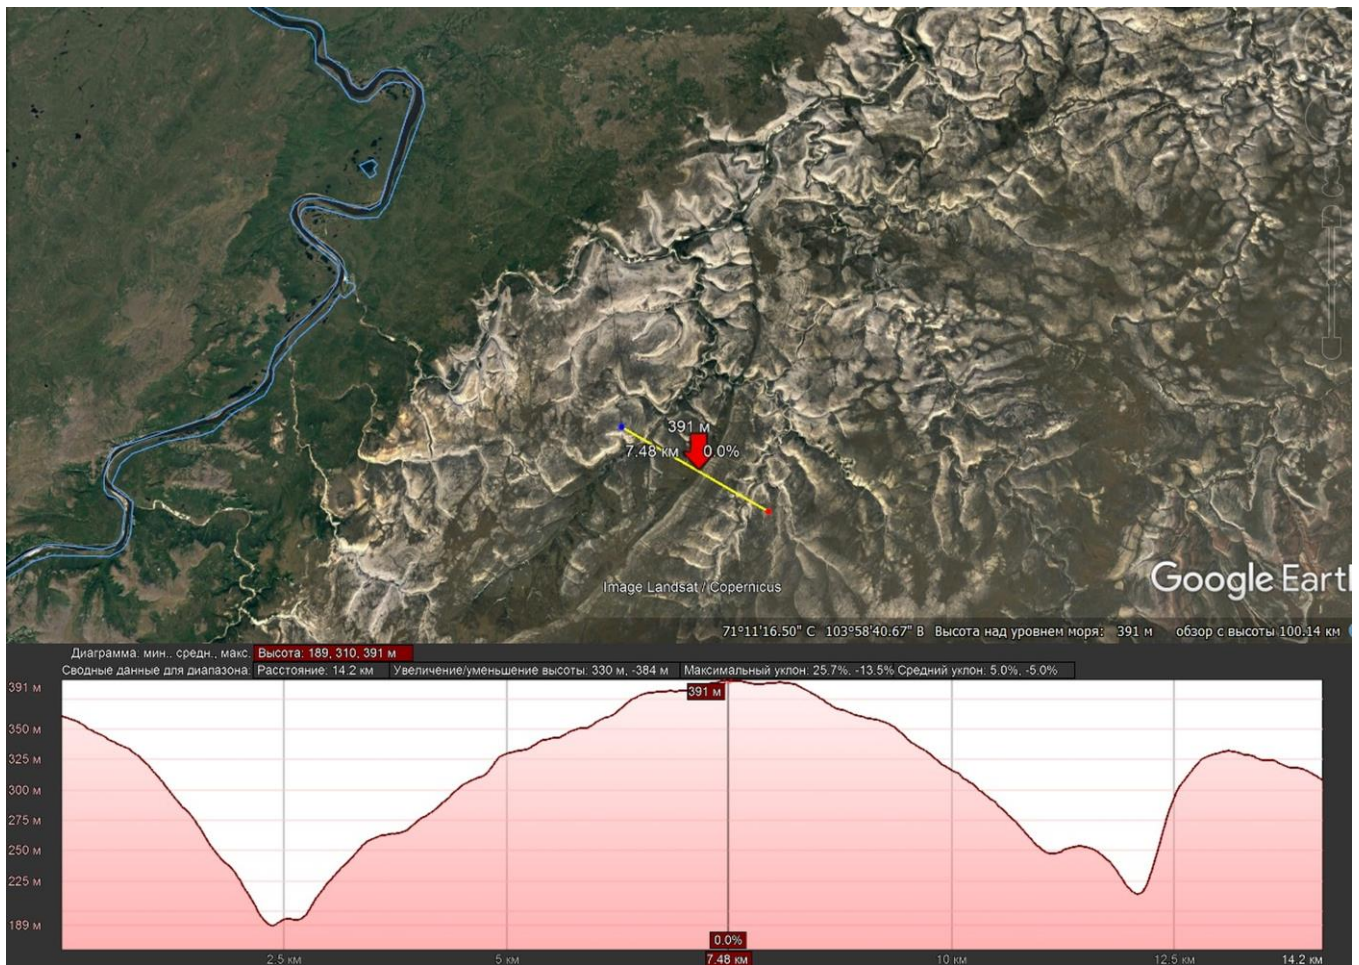 391 м
7.48 км 0.0%
Image Landsat / Copernicus
Google Eart
71°11'16.50" С 103°58'40.67" В Высота над уровнем моря: 391 м обзор с высоты 100.14 км
Диаграмма: мин.. средн., макс. Высота: 189, 310, 391 м
Сводные данные для диапазона: Расстояние: 14.2 км Увеличение/уменьшение высоты: 330 м, -384 м Максимальный уклон: 25.7%, -13.5% Средний уклон: 5.0%, -5.0%
391 м
391 м
350 м
325 м
300 м
275 м
250 м
225 м
189 м
0.0%
2.5 км 5 км 7.48 км 10 км 12.5 км 14.2 км